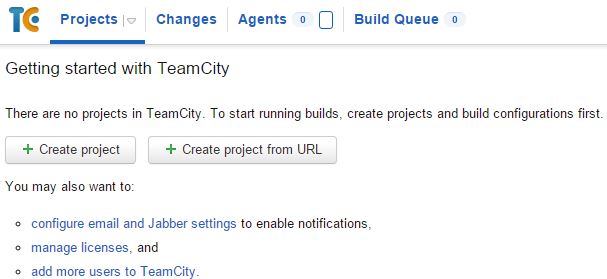 TC Projects Changes Agents 0 Build Queue 0
Getting started with TeamCity
There are no projects in TeamCity. To start running builds, create projects and build configurations first.
+ Create project + Create project from URL
You may also want to:
configure email and Jabber settings to enable notifications,
manage licenses, and
add more users to TeamCity.